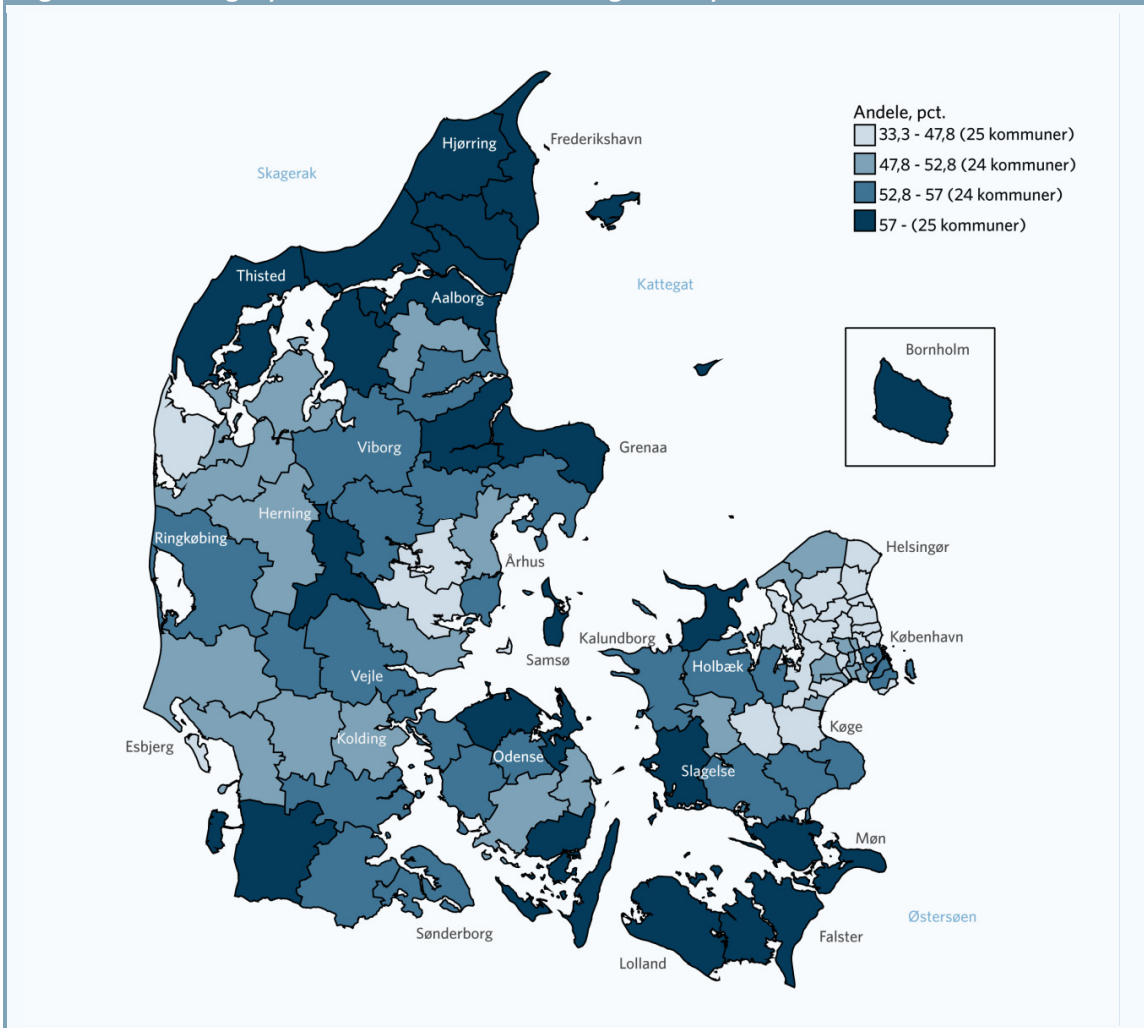 Andele, pct.
33,3 - 47,8 (25 kommuner)
47,8 - 52,8 (24 kommuner)
52,8 - 57 (24 kommuner)
57 - (25 kommuner)
Hjørring
Frederikshavn
Skagerak
Thisted
Aalborg
Kattegat
Bornholm
Viborg
Grenaa
Herning
Ringkøbing
Århus
Helsingør
København
Kalundborg
Samsø
Holbæk
Vejle
Køge
Esbjerg
Kolding
Odense
Slagelse
Møn
Østersøen
Sønderborg
Falster
Lolland